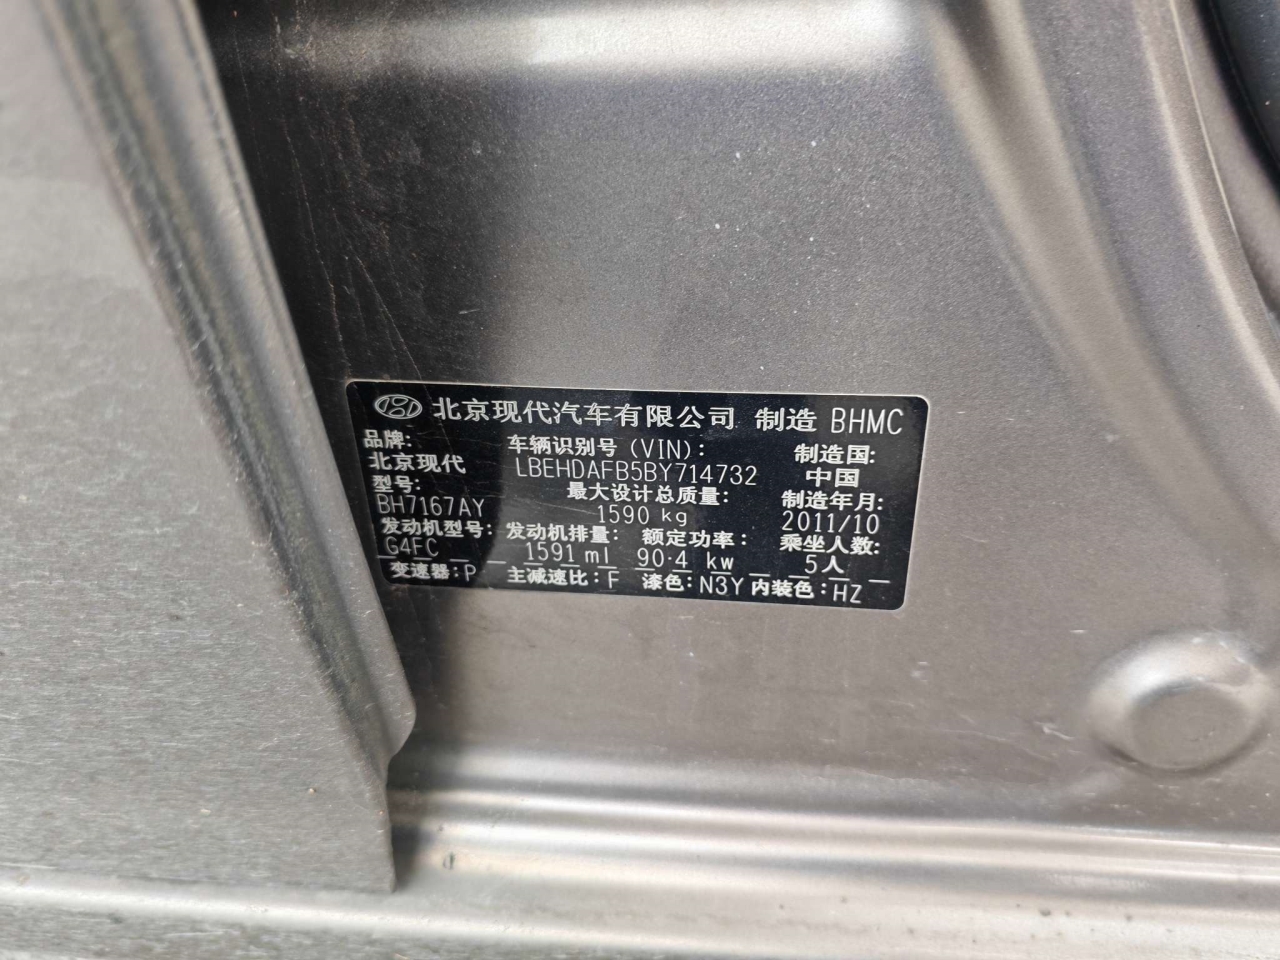 北京现代汽车有限公司 制造 BHMC
品牌: 车辆识别号(VIN): 制造国:
北京现代 LBEHDAFB5BY714732 中国
型号: 最大设计总质量: 制造年月:
BH7167AY 1590 kg 2011/10
发动机型号: 发动机排量: 额定功率: 乘坐人数:
G4FC 1591 ml 90.4 kw 5人
变速器:P 主减速比:F 漆色:N3Y 内装色:HZ